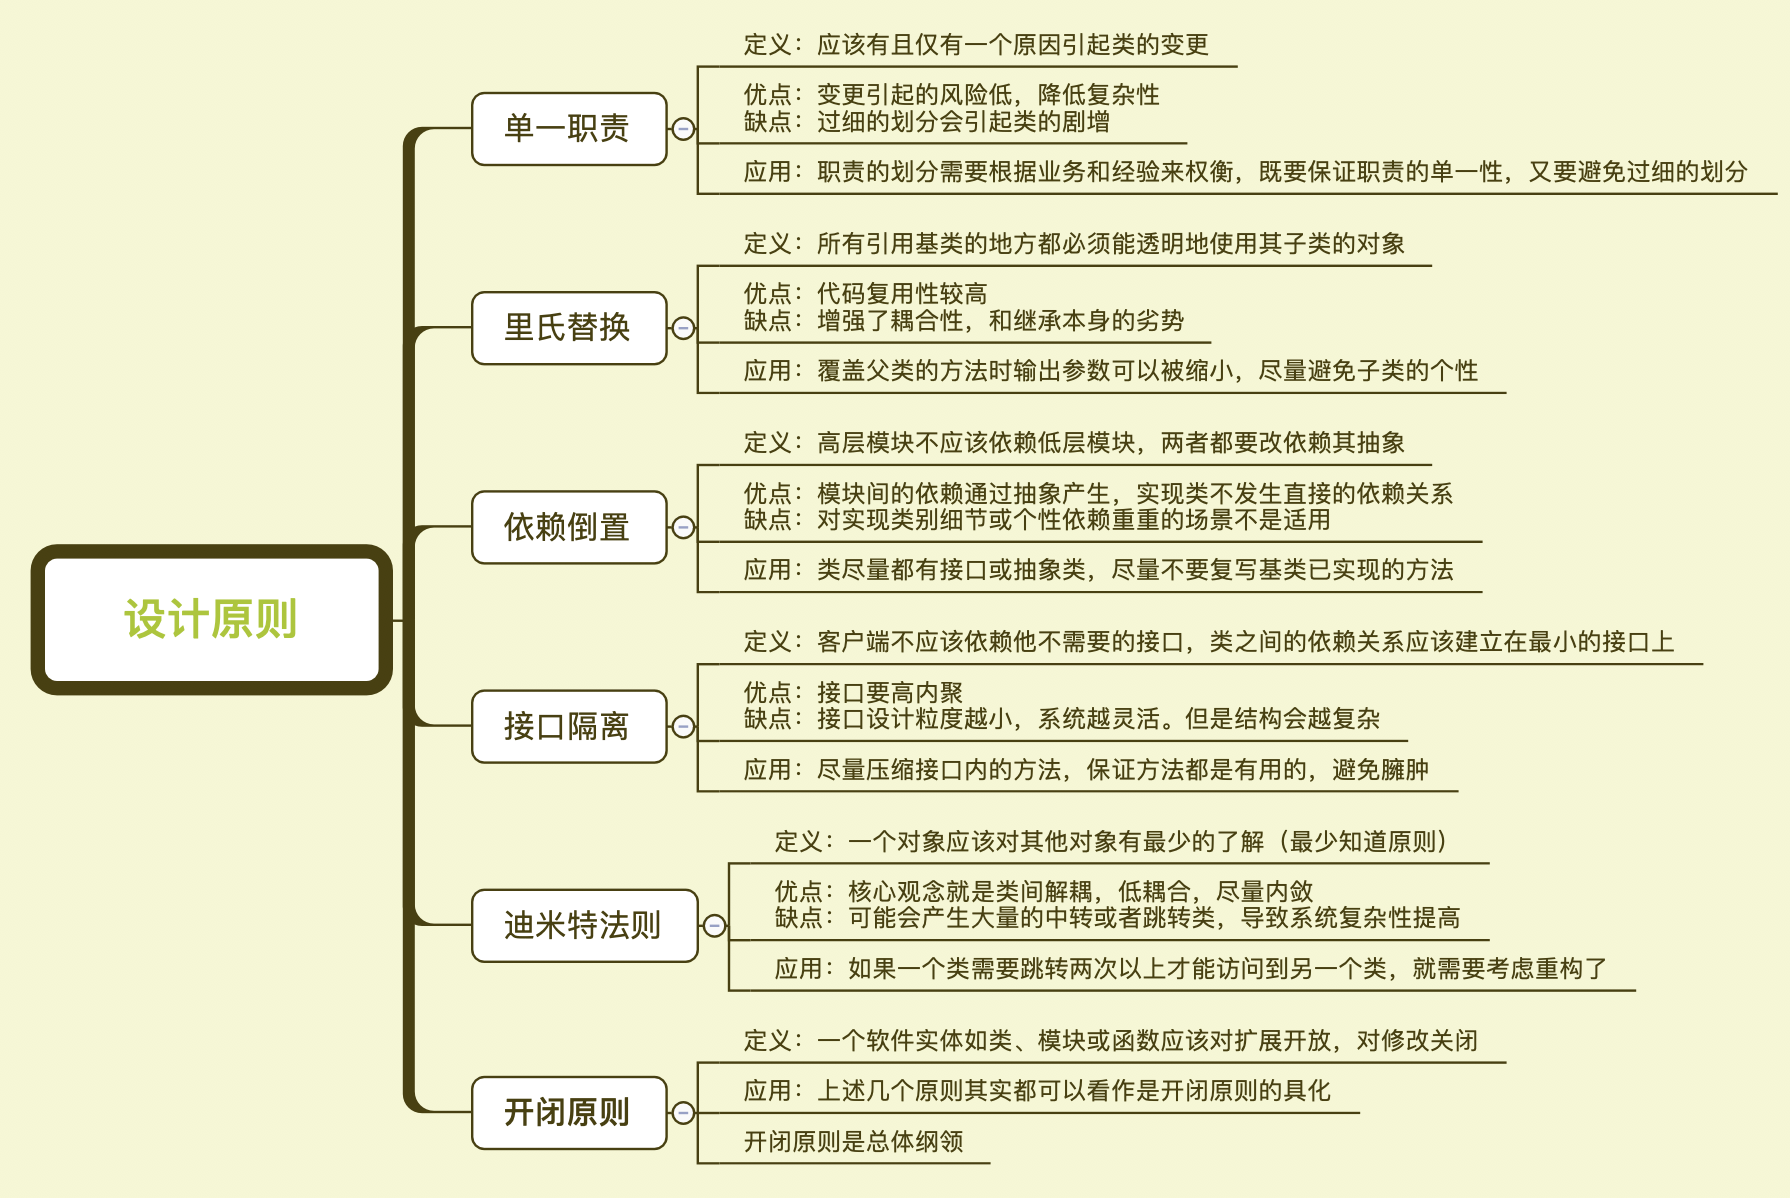 设计原则
单一职责
定义：应该有且仅有一个原因引起类的变更
优点：变更引起的风险低，降低复杂性
缺点：过细的划分会引起类的剧增
应用：职责的划分需要根据业务和经验来权衡，既要保证职责的单一性，又要避免过细的划分
里氏替换
定义：所有引用基类的地方都必须能透明地使用其子类的对象
优点：代码复用性较高
缺点：增强了耦合性，和继承本身的劣势
应用：覆盖父类的方法时输出参数可以被缩小，尽量避免子类的个性
依赖倒置
定义：高层模块不应该依赖低层模块，两者都要改依赖其抽象
优点：模块间的依赖通过抽象产生，实现类不发生直接的依赖关系
缺点：对实现类别细节或个性依赖重重的场景不是适用
应用：类尽量都有接口或抽象类，尽量不要复写基类已实现的方法
接口隔离
定义：客户端不应该依赖他不需要的接口，类之间的依赖关系应该建立在最小的接口上
优点：接口要高内聚
缺点：接口设计粒度越小，系统越灵活。但是结构会越复杂
应用：尽量压缩接口内的方法，保证方法都是有用的，避免臃肿
迪米特法则
定义：一个对象应该对其他对象有最少的了解（最少知道原则）
优点：核心观念就是类间解耦，低耦合，尽量内敛
缺点：可能会产生大量的中转或者跳转类，导致系统复杂性提高
应用：如果一个类需要跳转两次以上才能访问到另一个类，就需要考虑重构了
开闭原则
定义：一个软件实体如类、模块或函数应该对扩展开放，对修改关闭
应用：上述几个原则其实都可以看作是开闭原则的具化
开闭原则是总体纲领